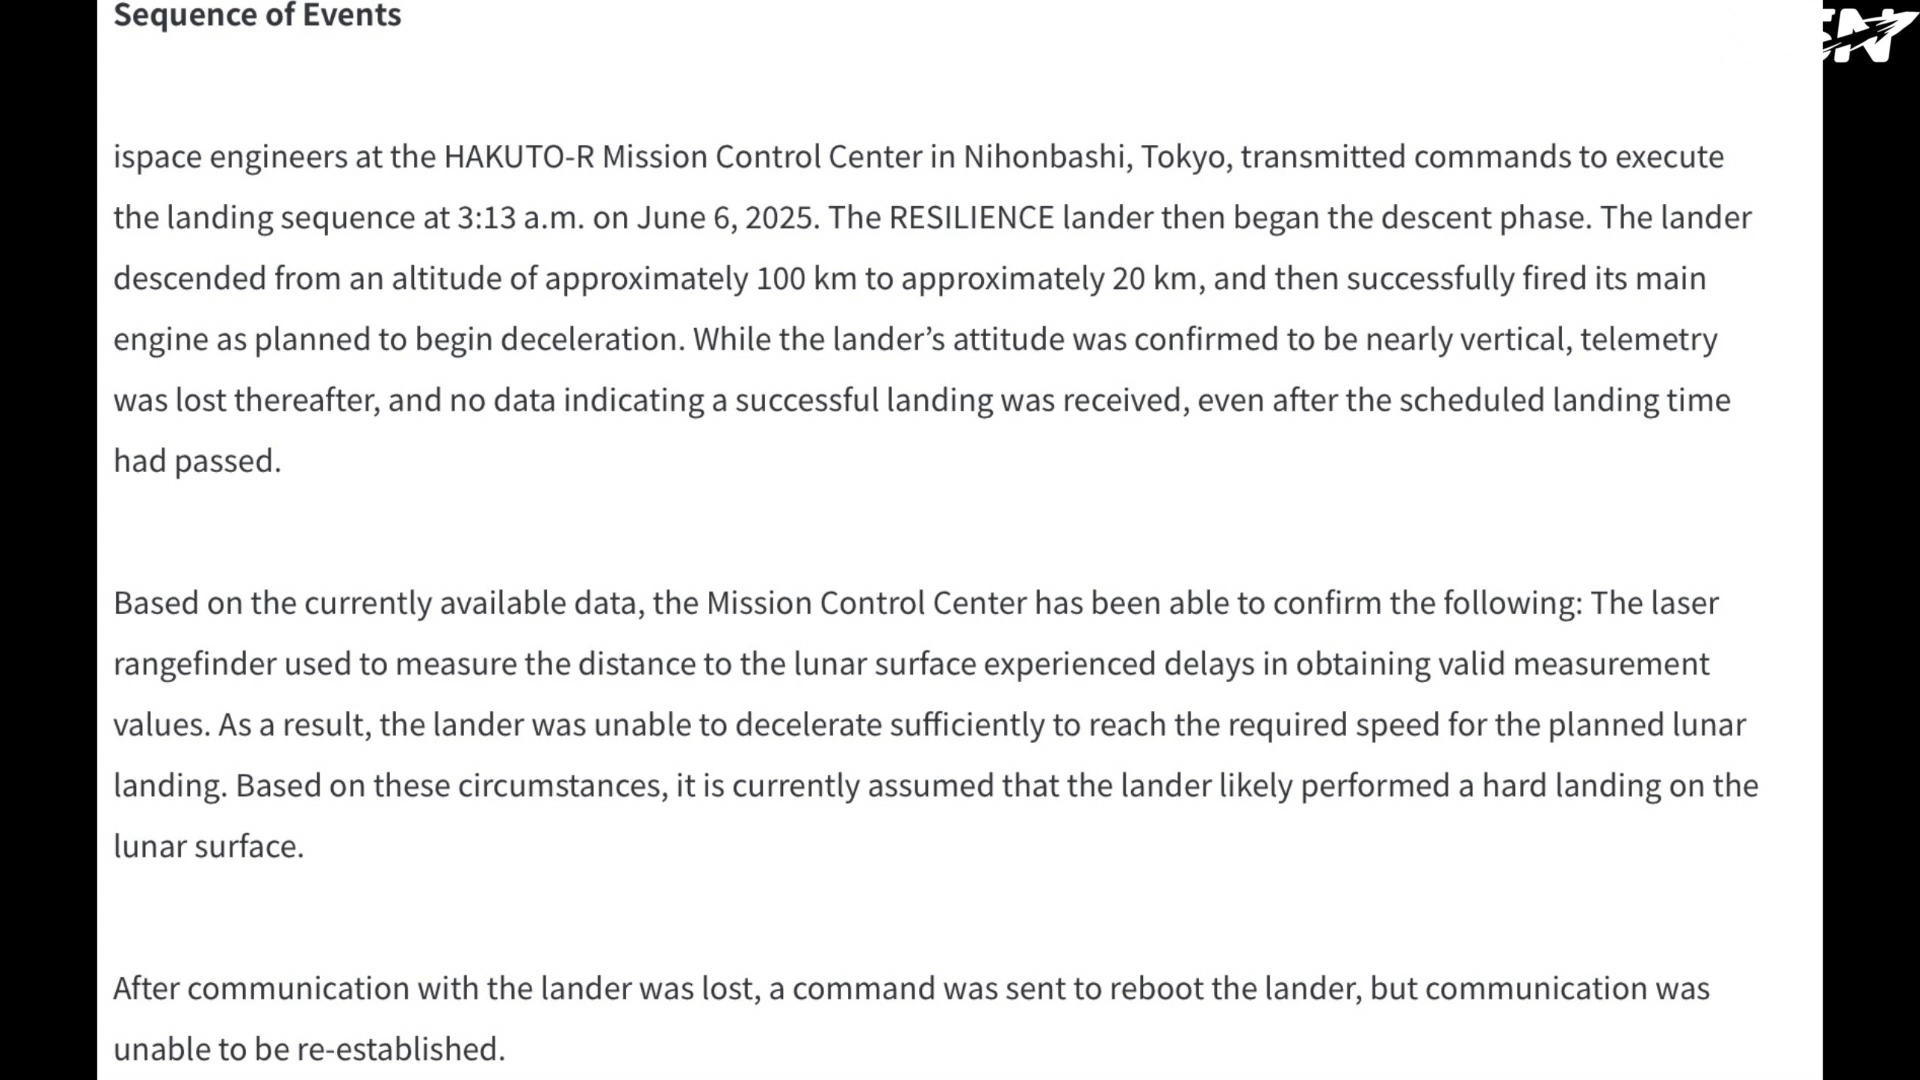 Sequence of Events
ispace engineers at the HAKUTO-R Mission Control Center in Nihonbashi, Tokyo, transmitted commands to execute
the landing sequence at 3:13 a.m. on June 6, 2025. The RESILIENCE lander then began the descent phase. The lander
descended from an altitude of approximately 100 km to approximately 20 km, and then successfully fired its main
engine as planned to begin deceleration. While the lander’s attitude was confirmed to be nearly vertical, telemetry
was lost thereafter, and no data indicating a successful landing was received, even after the scheduled landing time
had passed.
Based on the currently available data, the Mission Control Center has been able to confirm the following: The laser
rangefinder used to measure the distance to the lunar surface experienced delays in obtaining valid measurement
values. As a result, the lander was unable to decelerate sufficiently to reach the required speed for the planned lunar
landing. Based on these circumstances, it is currently assumed that the lander likely performed a hard landing on the
lunar surface.
After communication with the lander was lost, a command was sent to reboot the lander, but communication was
unable to be re-established.